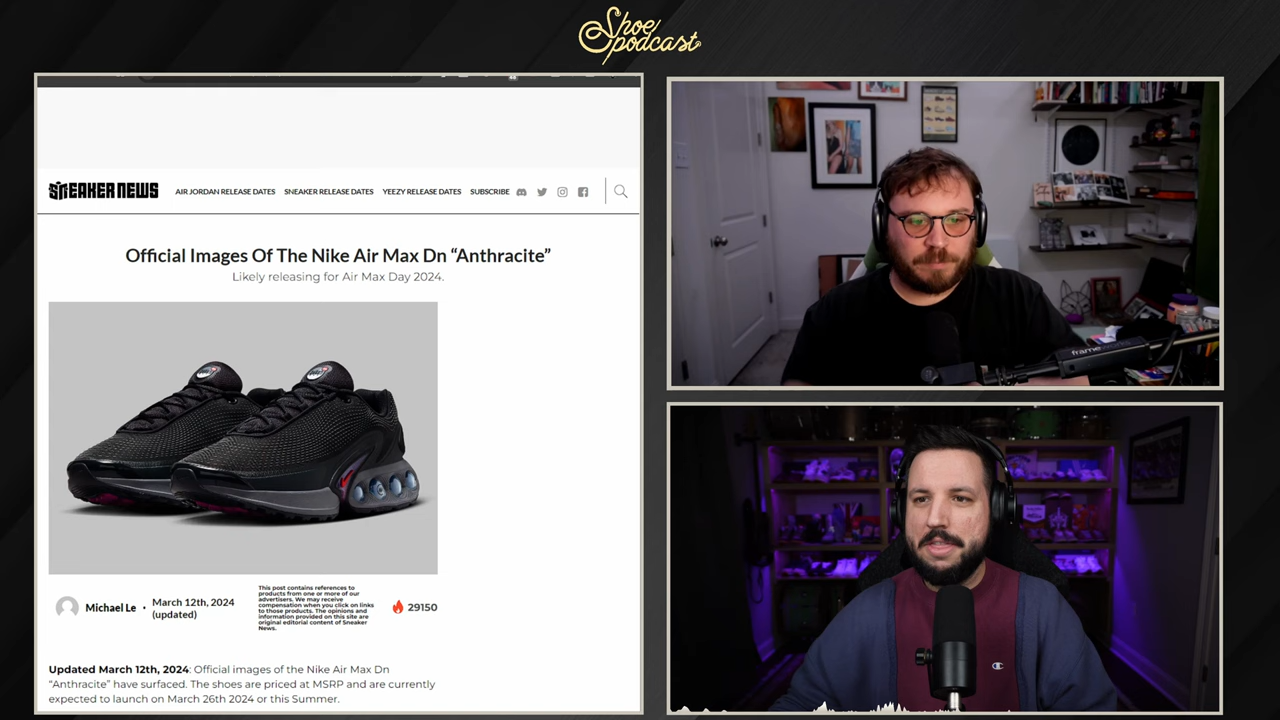 Shoe
podcast
SNEAKER NEWS
AIR JORDAN RELEASE DATES
SNEAKER RELEASE DATES
YEEZY RELEASE DATES
SUBSCRIBE
Official Images Of The Nike Air Max Dn “Anthracite”
Likely releasing for Air Max Day 2024.
Michael Le
•
March 12th, 2024
(updated)
This post contains references to
products from one or more of our
advertisers. We may receive
compensation when you click on links
to those products. The opinions and
information provided on this site are
original editorial content of Sneaker
News.
29150
Updated March 12th, 2024: Official images of the Nike Air Max Dn
“Anthracite” have surfaced. The shoes are priced at MSRP and are currently
expected to launch on March 26th 2024 or this Summer.
frame